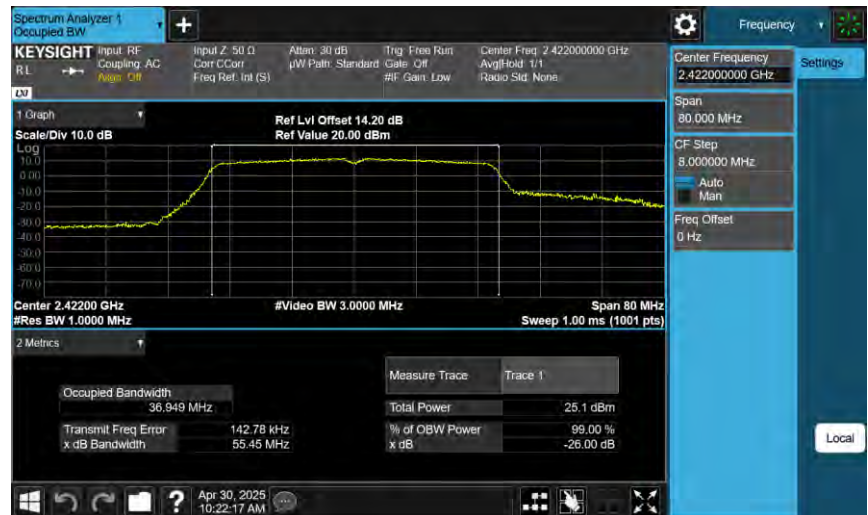 Spectrum Analyzer 1
Occupied BW
Frequency
KEYSIGHT
RL
LXI
Input: RF
Coupling: AC
Align: Off
Input Z: 50 Ω
Corr CCorr
Freq Ref: Int (S)
Atten: 30 dB
µW Path: Standard
Trig: Free Run
Gate: Off
#IF Gain: Low
Center Freq: 2.422000000 GHz
Avg|Hold: 1/1
Radio Std: None
Center Frequency
2.422000000 GHz
Settings
Span
80.000 MHz
CF Step
8.000000 MHz
Auto
Man
Freq Offset
0 Hz
Local
1 Graph
Scale/Div 10.0 dB
Ref Lvl Offset 14.20 dB
Ref Value 20.00 dBm
Log
10.0
0.00
-10.0
-20.0
-30.0
-40.0
-50.0
-60.0
-70.0
Center 2.42200 GHz
#Video BW 3.0000 MHz
Span 80 MHz
#Res BW 1.0000 MHz
Sweep 1.00 ms (1001 pts)
2 Metrics
Measure Trace
Trace 1
Occupied Bandwidth
36.949 MHz
Total Power
25.1 dBm
Transmit Freq Error
142.78 kHz
% of OBW Power
99.00 %
x dB Bandwidth
55.45 MHz
x dB
-26.00 dB
?
Apr 30, 2025
10:22:17 AM